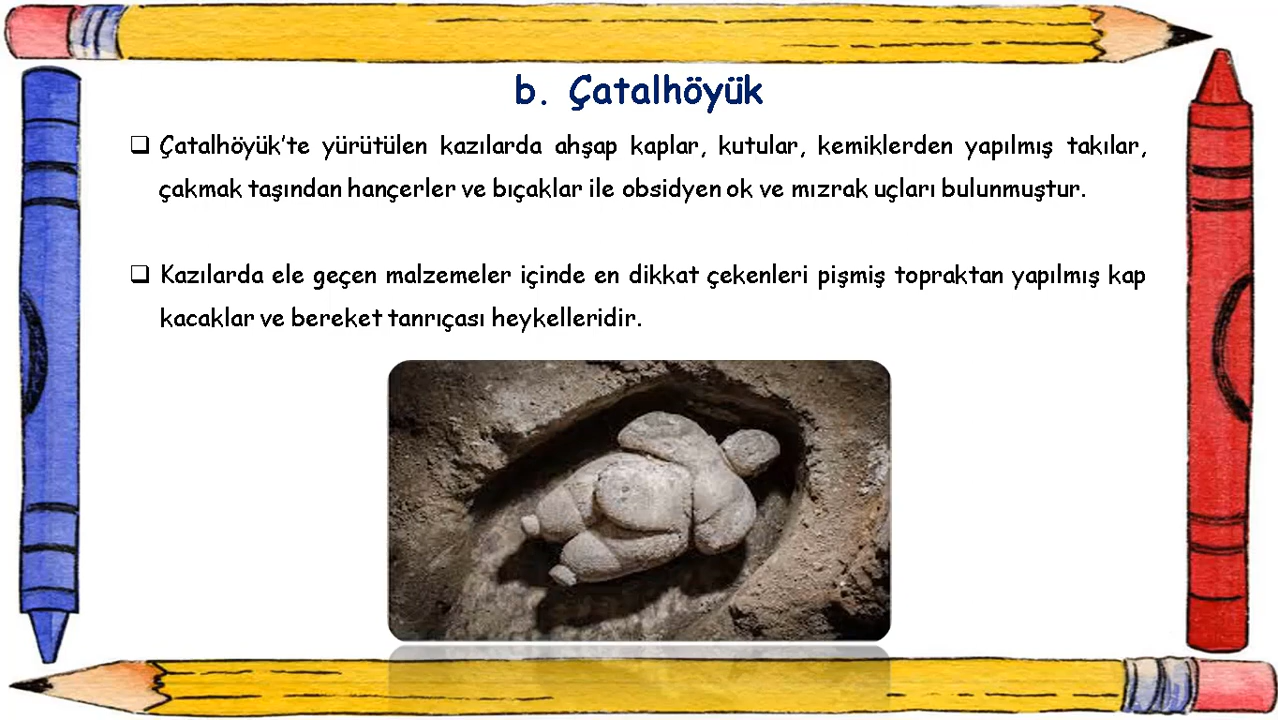 b. Çatalhöyük
❑ Çatalhöyük’te yürütülen kazılarda ahşap kaplar, kutular, kemiklerden yapılmış takılar,
çakmak taşından hançerler ve bıçaklar ile obsidyen ok ve mızrak uçları bulunmuştur.
❑ Kazılarda ele geçen malzemeler içinde en dikkat çekenleri pişmiş topraktan yapılmış kap
kacaklar ve bereket tanrıçası heykelleridir.